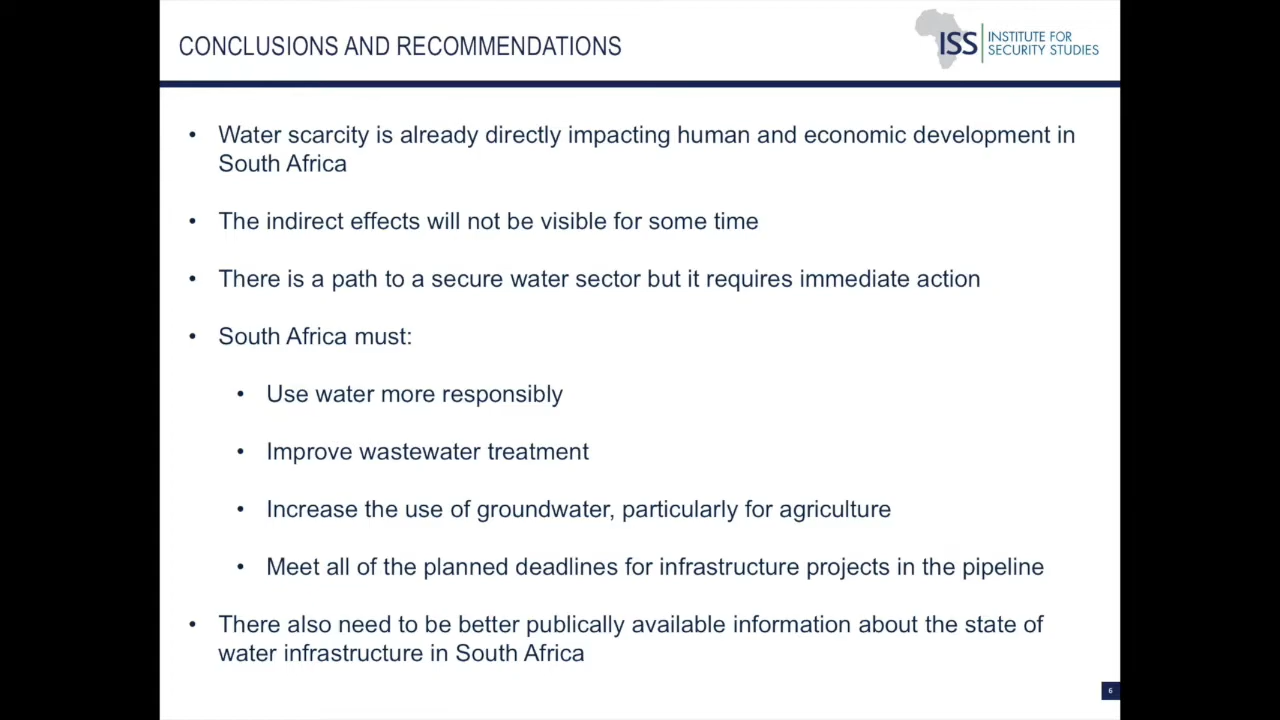 CONCLUSIONS AND RECOMMENDATIONS
ISS
INSTITUTE FOR
SECURITY STUDIES
• Water scarcity is already directly impacting human and economic development in
South Africa
• The indirect effects will not be visible for some time
• There is a path to a secure water sector but it requires immediate action
• South Africa must:
• Use water more responsibly
• Improve wastewater treatment
• Increase the use of groundwater, particularly for agriculture
• Meet all of the planned deadlines for infrastructure projects in the pipeline
• There also need to be better publically available information about the state of
water infrastructure in South Africa
6